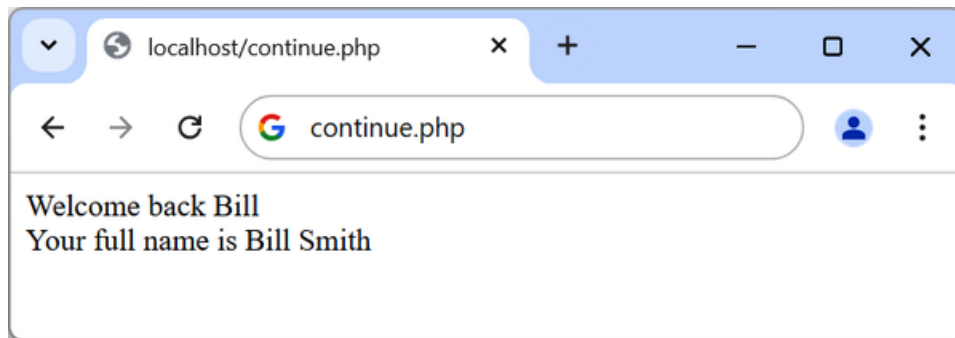 localhost/continue.php
continue.php
Welcome back Bill
Your full name is Bill Smith